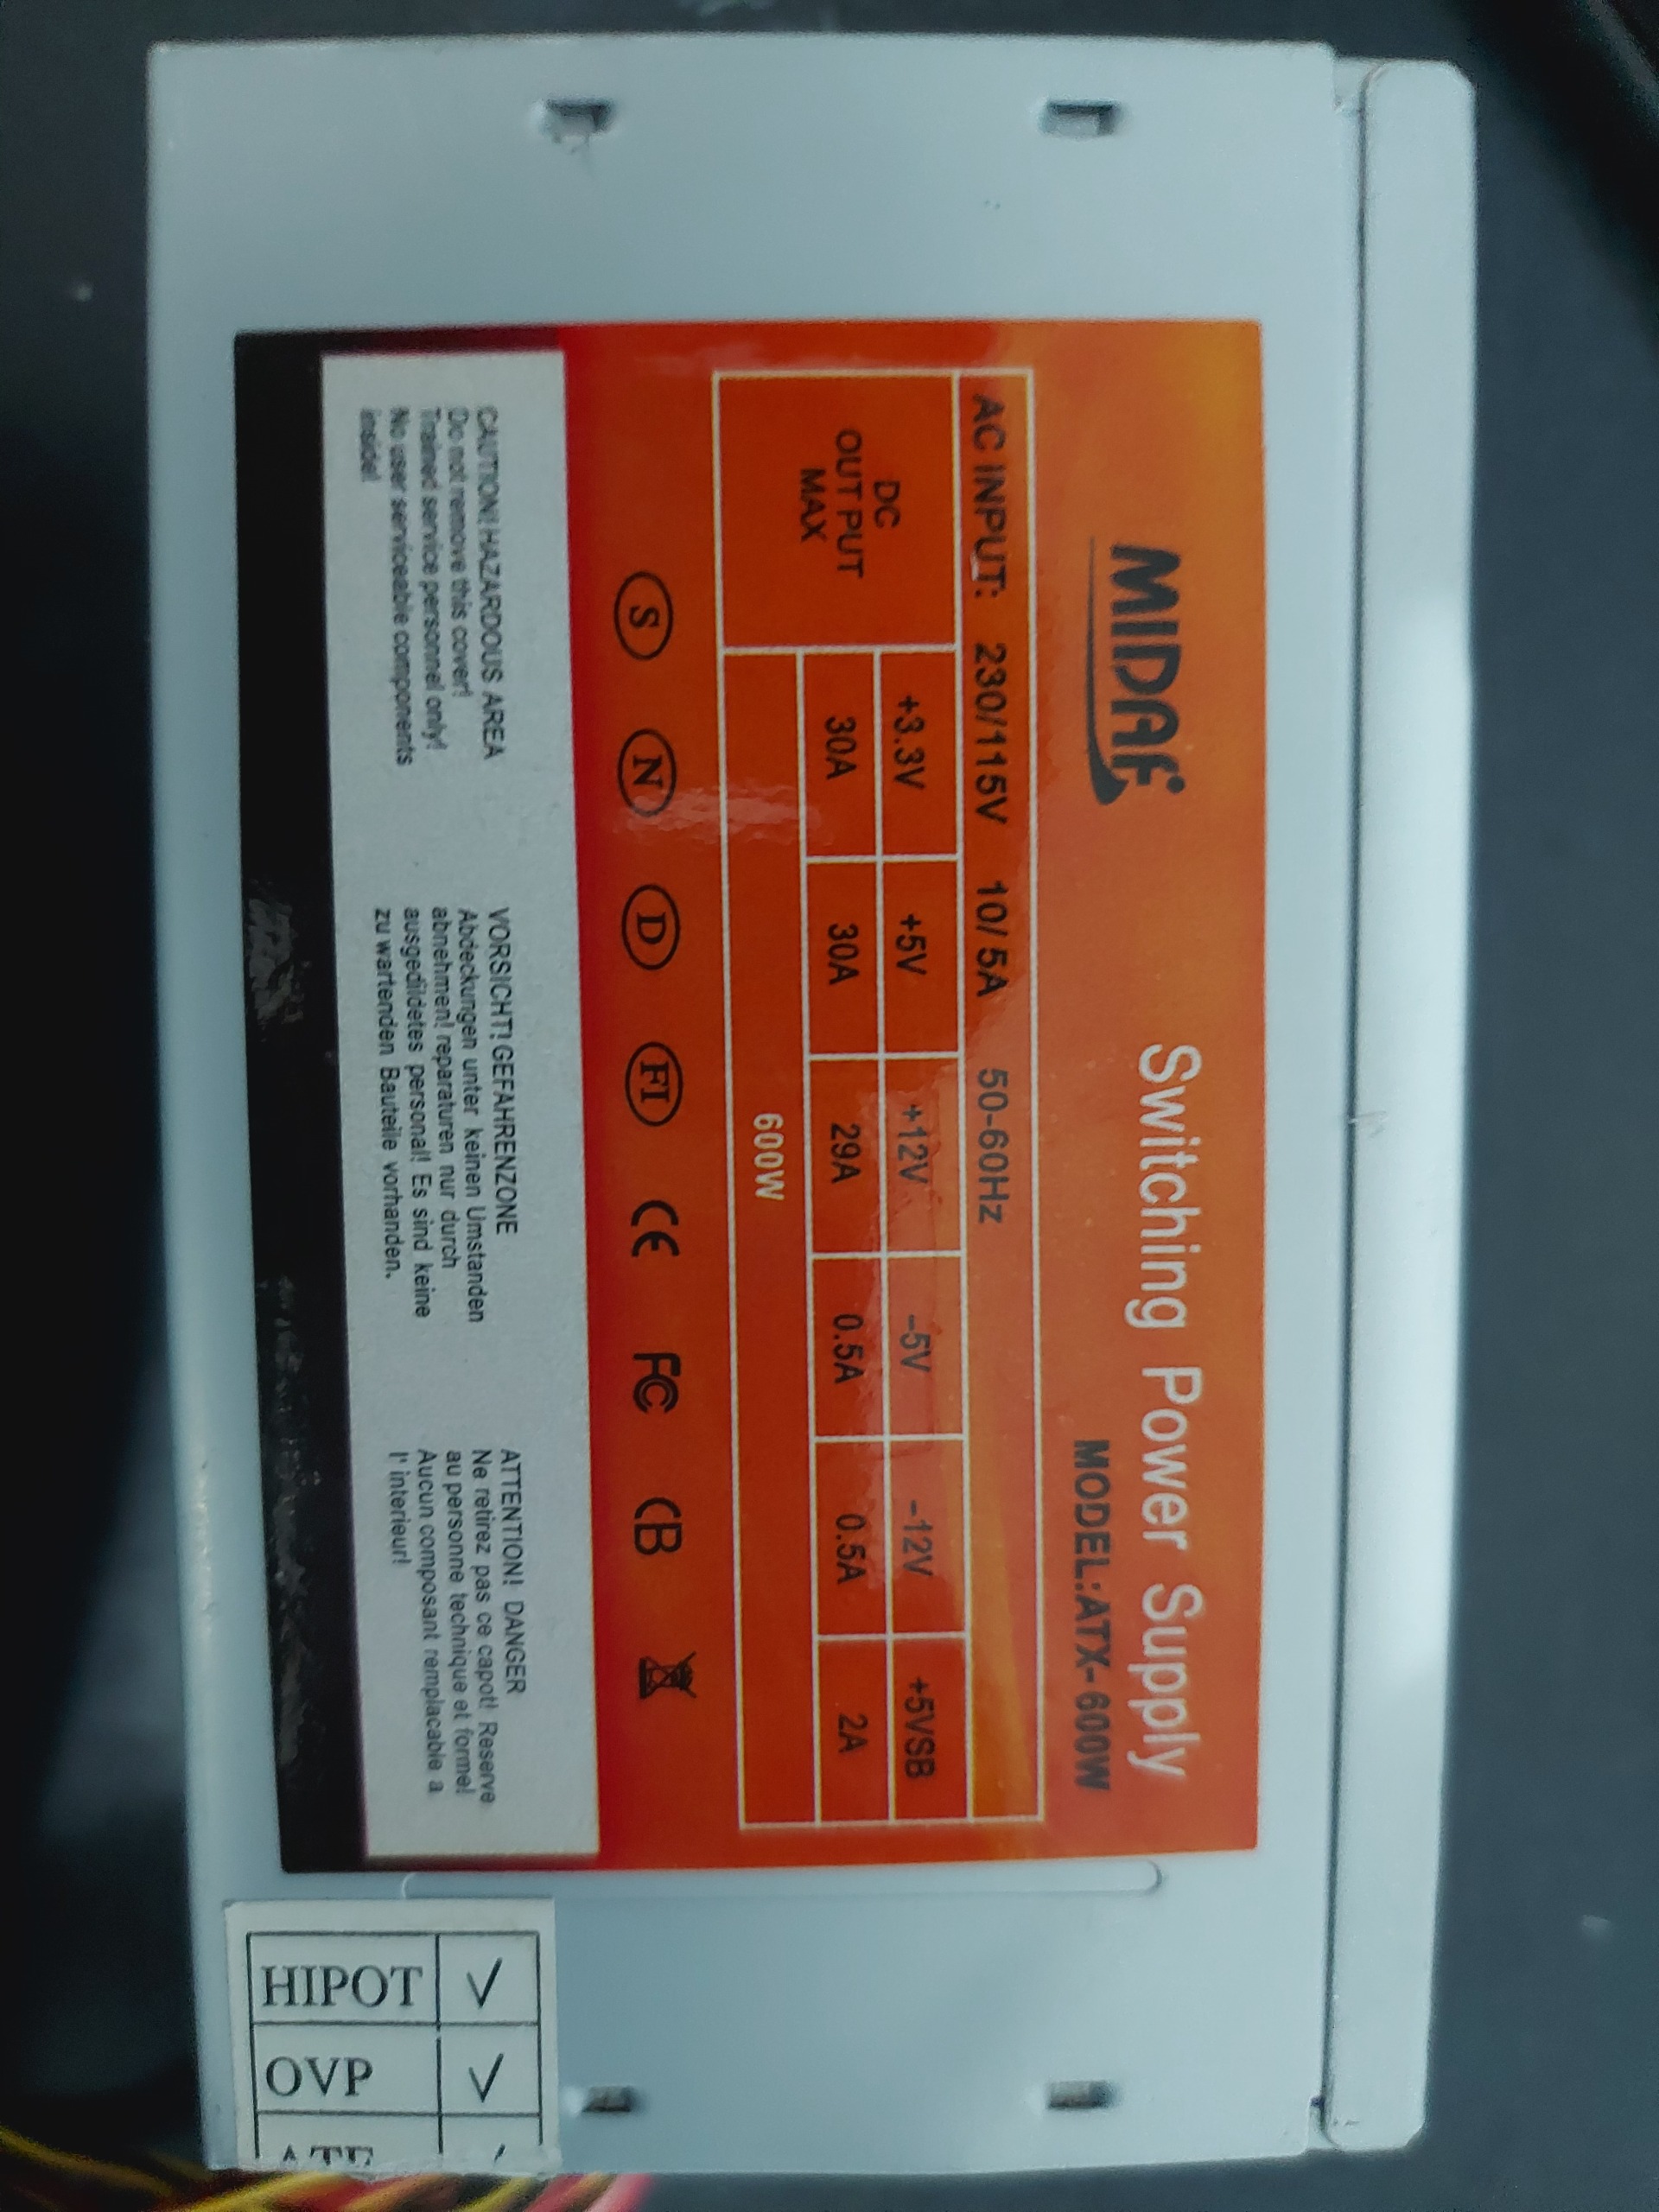 MIDAF
Switching Power Supply
MODEL:ATX-600W
AC INPUT: 230/115V 10/5A 50-60Hz
DC
OUTPUT
MAX
+3.3V +5V +12V -5V -12V +5VSB
30A 30A 29A 0.5A 0.5A 2A
600W
S N D FI CE FC CB
CAUTION! HAZARDOUS AREA
Do not remove this cover!
Trained service personnel only!
No user serviceable components
inside!
VORSICHT! GEFAHRENZONE
Abdeckungen unter keinen Umstanden
abnehmen! reparaturen nur durch
ausgedildetes personal! Es sind keine
zu wartenden Bauteile vorhanden.
ATTENTION! DANGER
Ne retirez pas ce capot! Reserve
au personne technique et forme!
Aucun composant remplacable a
l' interieur!
HIPOT √
OVP √